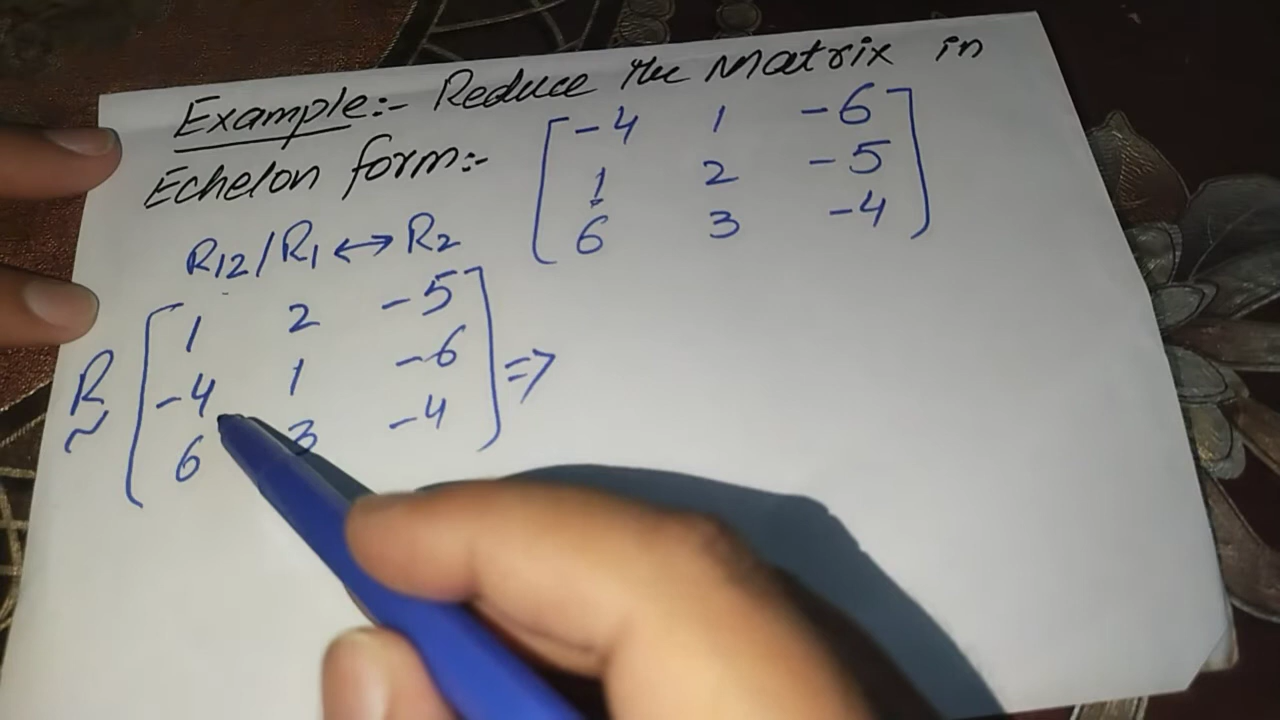 Example:- Reduce the Matrix in
Echelon form:-
-4 1 -6
1 2 -5
6 3 -4
R12/R1 ↔ R2
1 2 -5
R ~ -4 1 -6 =>
6 3 -4